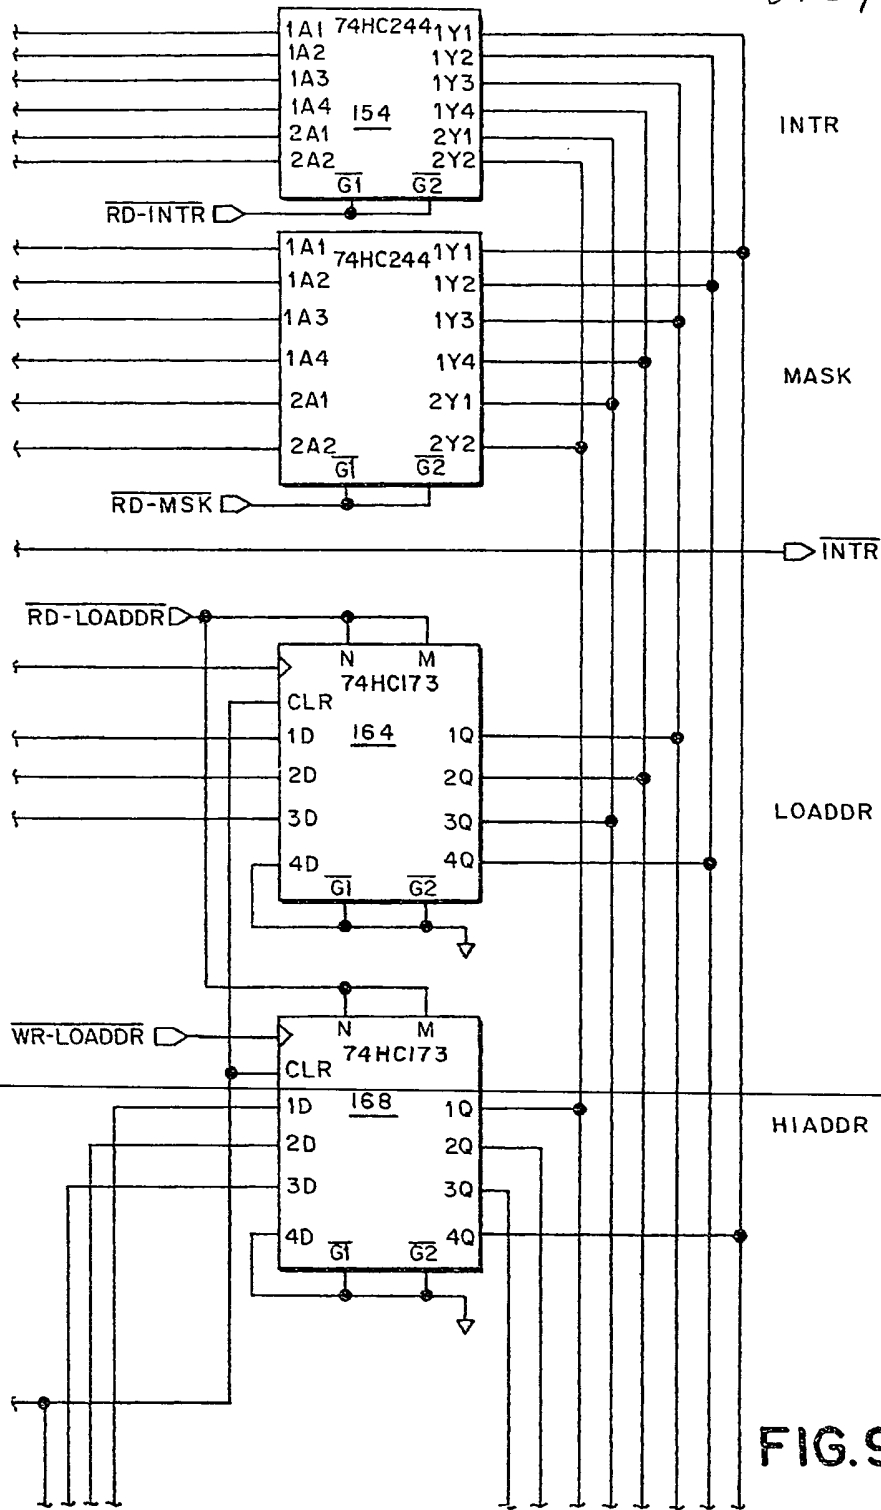 1A1 74HC244 1Y1
1A2 1Y2
1A3 1Y3
1A4 154 1Y4
2A1 2Y1
2A2 2Y2
G1 G2
INTR
RD-INTR
1A1 74HC244 1Y1
1A2 1Y2
1A3 1Y3
1A4 1Y4
2A1 2Y1
2A2 2Y2
G1 G2
MASK
RD-MSK
INTR
RD-LOADDR
N M
74HC173
CLR
1D 164 1Q
2D 2Q
3D 3Q
4D 4Q
G1 G2
LOADDR
N M
WR-LOADDR
74HC173
CLR
1D 168 1Q
2D 2Q
3D 3Q
4D 4Q
G1 G2
HIADDR